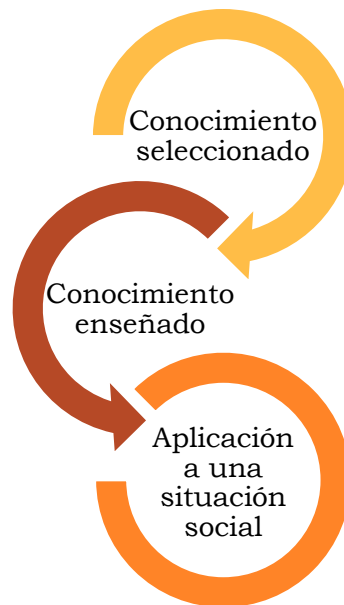 Conocimiento
seleccionado
Conocimiento
enseñado
Aplicación
a una
situación
social